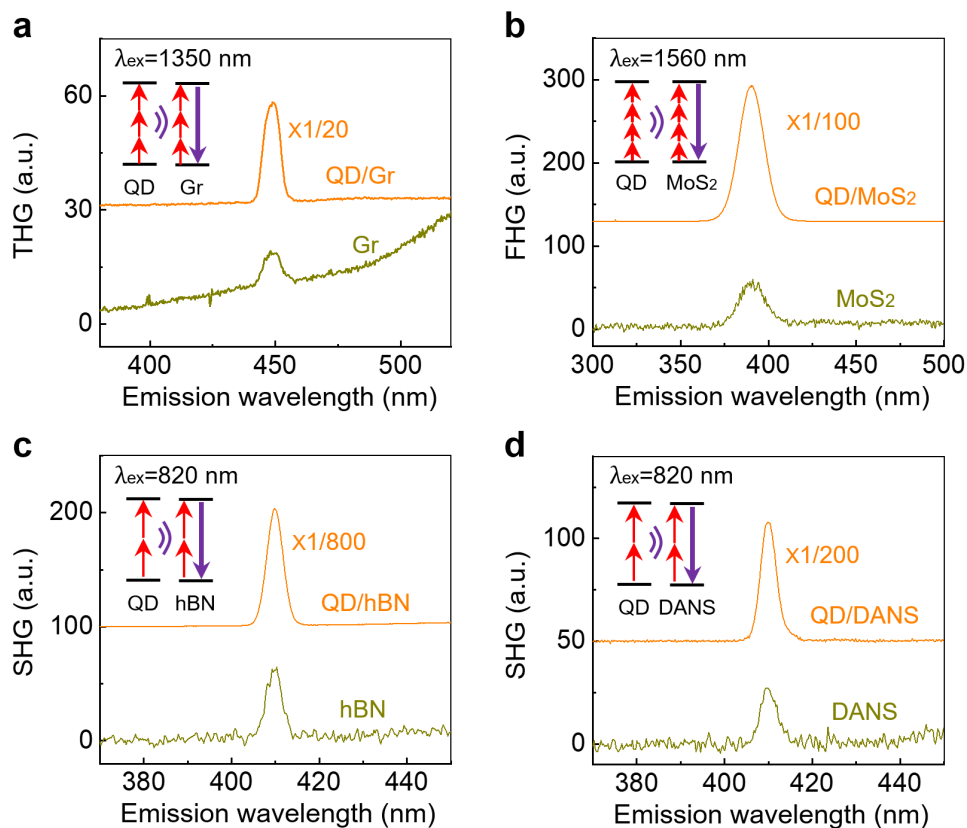 a
λex=1350 nm
60
30
0
THG (a.u.)
X1/20
QD Gr
QD/Gr
Gr
400 450 500
Emission wavelength (nm)
b
λex=1560 nm
300
200
100
0
FHG (a.u.)
X1/100
QD MoS2
QD/MoS2
MoS2
300 350 400 450 500
Emission wavelength (nm)
c
λex=820 nm
200
100
0
SHG (a.u.)
X1/800
QD hBN
QD/hBN
hBN
380 400 420 440
Emission wavelength (nm)
d
λex=820 nm
100
50
0
SHG (a.u.)
X1/200
QD DANS
QD/DANS
DANS
380 400 420 440
Emission wavelength (nm)